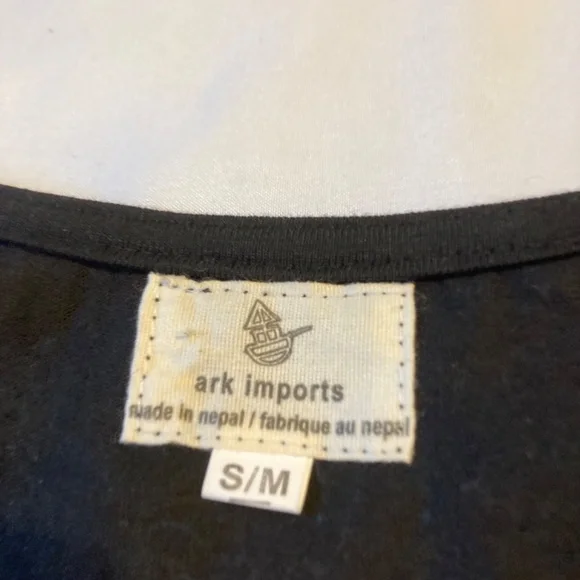 ark imports
made in nepal / fabrique au nepal
S/M